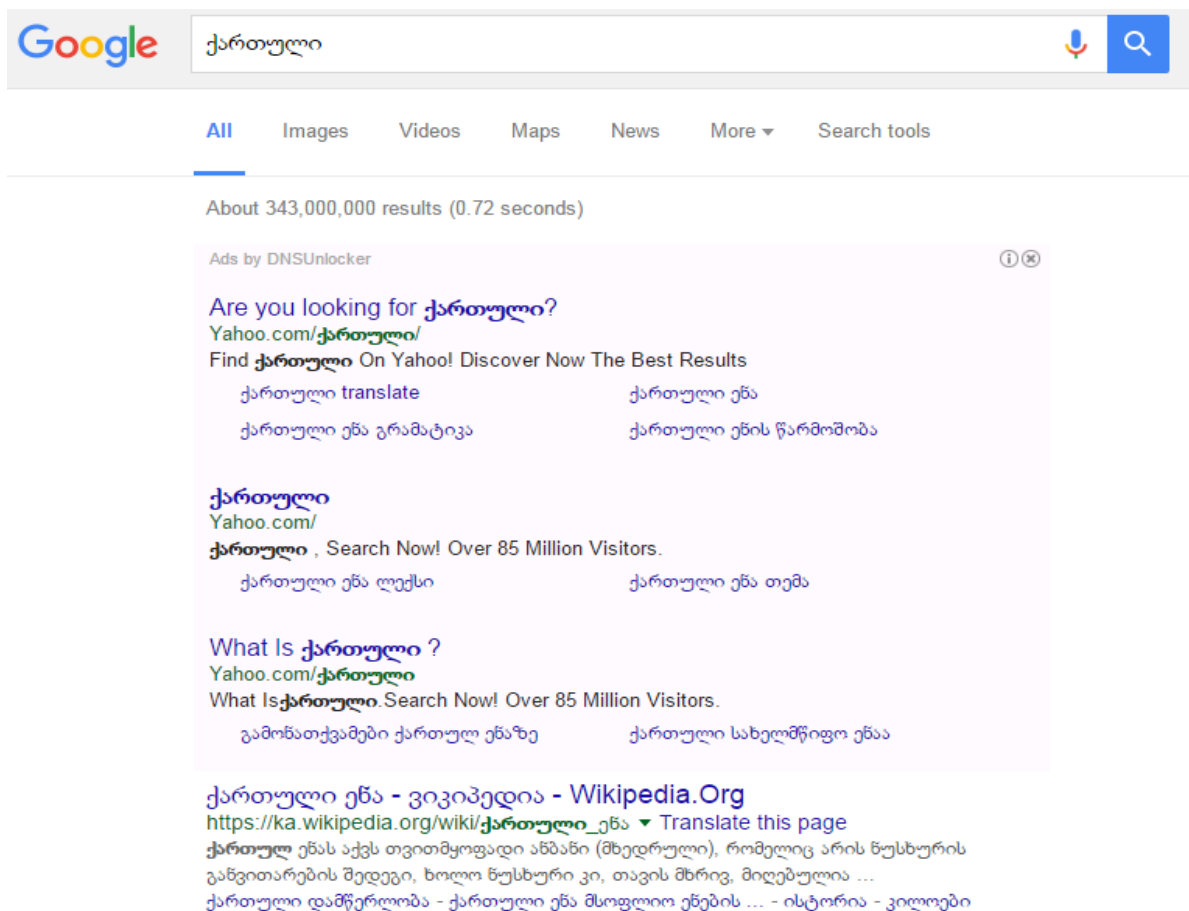 Google ქართული
All Images Videos Maps News More Search tools
About 343,000,000 results (0.72 seconds)
Ads by DNSUnlocker
Are you looking for ქართული?
Yahoo.com/ქართული/
Find ქართული On Yahoo! Discover Now The Best Results
ქართული translate ქართული ენა
ქართული ენა გრამატიკა ქართული ენის წარმოშობა
ქართული
Yahoo.com/
ქართული , Search Now! Over 85 Million Visitors.
ქართული ენა ლექსი ქართული ენა თემა
What Is ქართული ?
Yahoo.com/ქართული
What Isქართული.Search Now! Over 85 Million Visitors.
გამონათქვამები ქართულ ენაზე ქართული სახელმწიფო ენაა
ქართული ენა - ვიკიპედია - Wikipedia.Org
https://ka.wikipedia.org/wiki/ქართული_ენა Translate this page
ქართულ ენას აქვს თვითმყოფადი ანბანი (მხედრული), რომელიც არის ნუსხურის
განვითარების შედეგი, ხოლო ნუსხური კი, თავის მხრივ, მიღებულია ...
ქართული დამწერლობა - ქართული ენა მსოფლიო ენების ... - ისტორია - კილოები